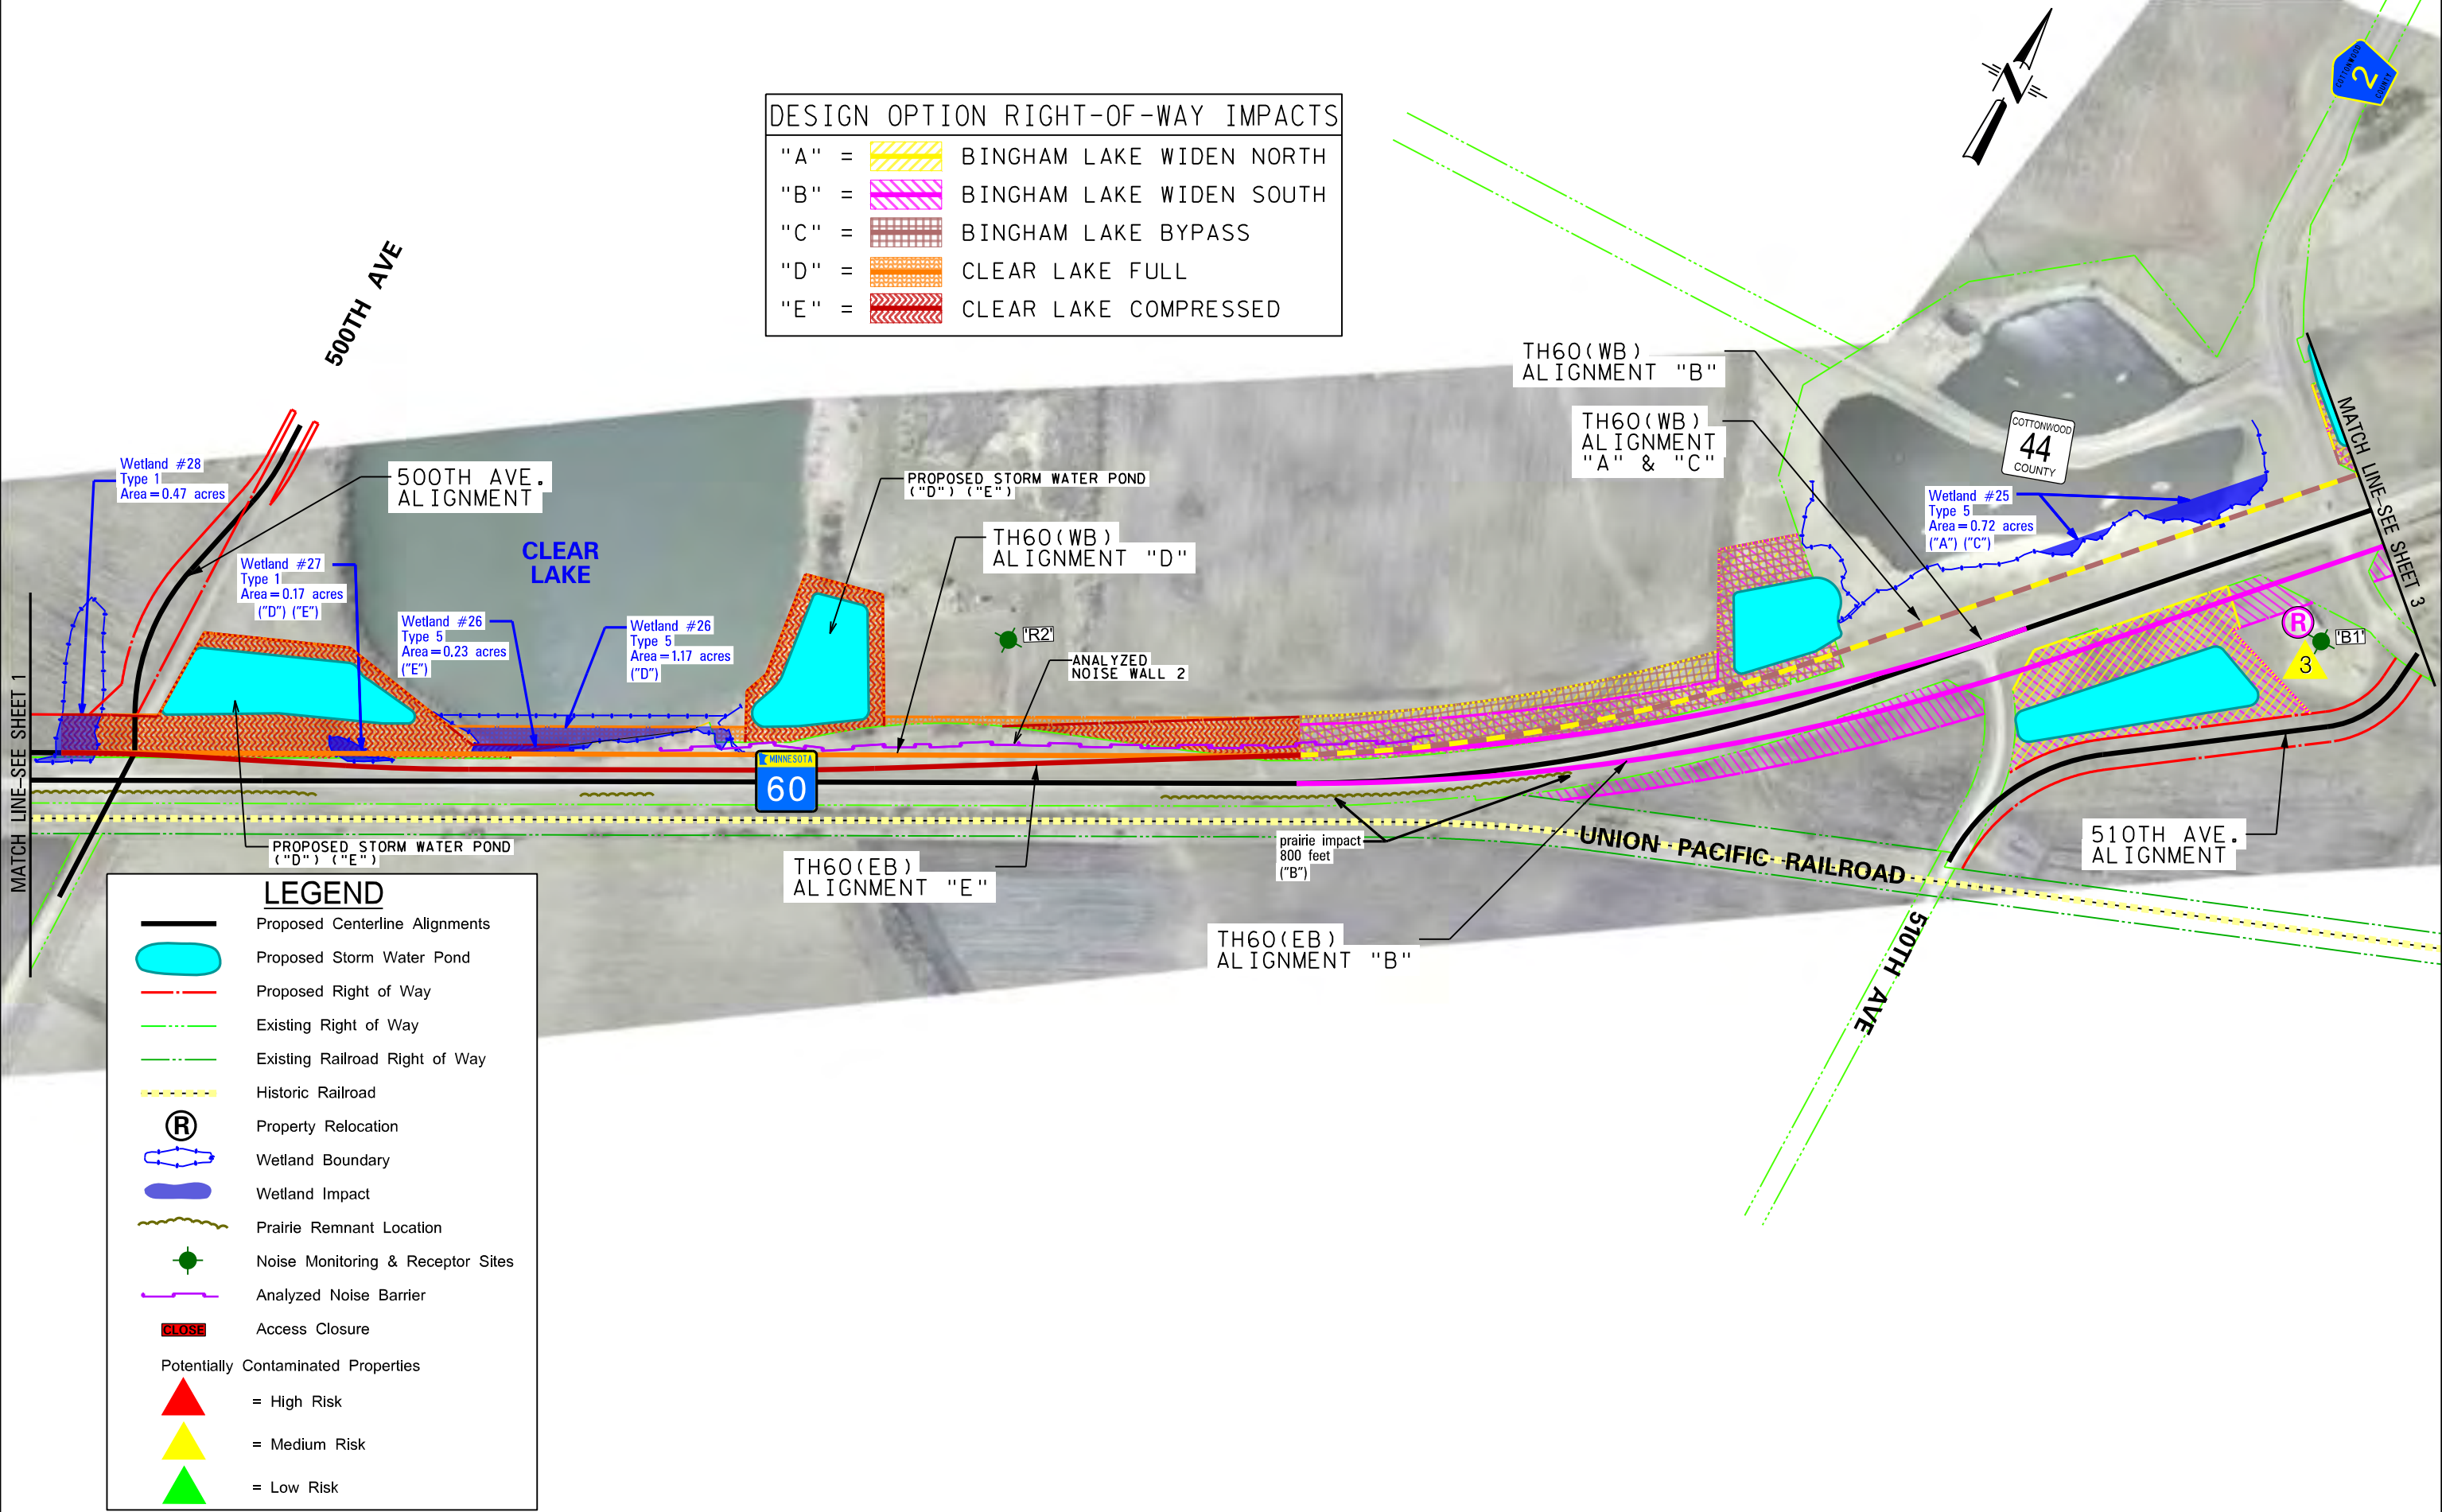 DESIGN OPTION RIGHT-OF-WAY IMPACTS
"A" = BINGHAM LAKE WIDEN NORTH
"B" = BINGHAM LAKE WIDEN SOUTH
"C" = BINGHAM LAKE BYPASS
"D" = CLEAR LAKE FULL
"E" = CLEAR LAKE COMPRESSED
N
COTTONWOOD
2
COUNTY
500TH AVE
TH60(WB)
ALIGNMENT "B"
TH60(WB)
ALIGNMENT
"A" & "C"
COTTONWOOD
44
COUNTY
MATCH LINE-SEE SHEET 3
Wetland #28
Type 1
Area=0.47 acres
500TH AVE.
ALIGNMENT
PROPOSED STORM WATER POND
("D") ("E")
Wetland #25
Type 5
Area=0.72 acres
("A") ("C")
CLEAR
LAKE
TH60(WB)
ALIGNMENT "D"
Wetland #27
Type 1
Area=0.17 acres
("D") ("E")
Wetland #26
Type 5
Area=0.23 acres
("E")
Wetland #26
Type 5
Area=1.17 acres
("D")
'R2'
ANALYZED
NOISE WALL 2
R
'B1'
3
MATCH LINE-SEE SHEET 1
MINNESOTA
60
PROPOSED STORM WATER POND
("D") ("E")
TH60(EB)
ALIGNMENT "E"
prairie impact
800 feet
("B")
UNION PACIFIC RAILROAD
510TH AVE.
ALIGNMENT
TH60(EB)
ALIGNMENT "B"
510TH AVE
LEGEND
Proposed Centerline Alignments
Proposed Storm Water Pond
Proposed Right of Way
Existing Right of Way
Existing Railroad Right of Way
Historic Railroad
R Property Relocation
Wetland Boundary
Wetland Impact
Prairie Remnant Location
Noise Monitoring & Receptor Sites
Analyzed Noise Barrier
CLOSE Access Closure
Potentially Contaminated Properties
= High Risk
= Medium Risk
= Low Risk